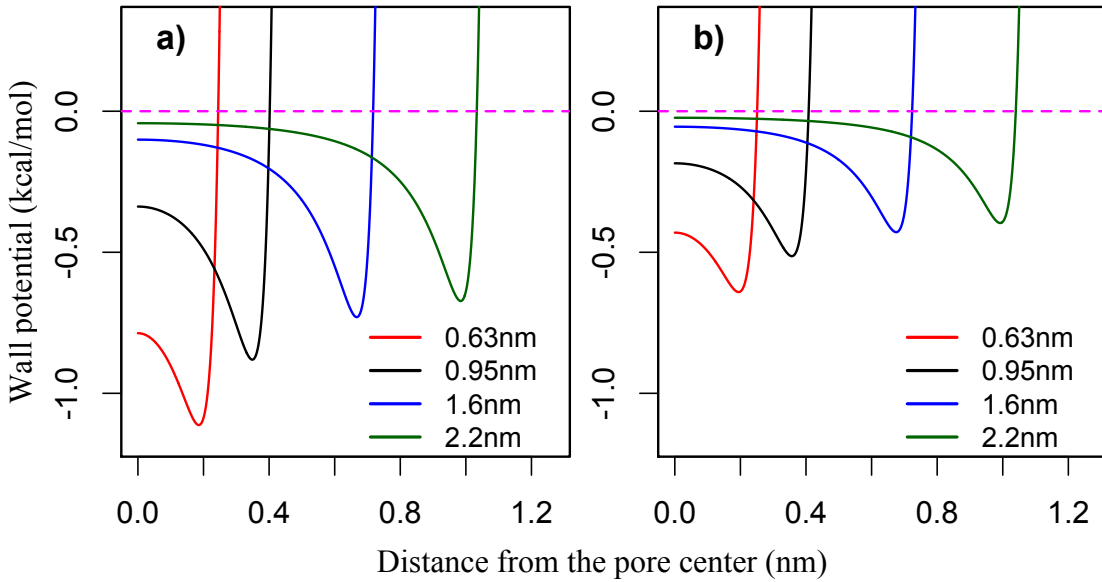 a)
b)
Wall potential (kcal/mol)
0.0
-0.5
-1.0
0.63nm
0.95nm
1.6nm
2.2nm
0.0 0.4 0.8 1.2
0.0
-0.5
-1.0
0.63nm
0.95nm
1.6nm
2.2nm
0.0 0.4 0.8 1.2
Distance from the pore center (nm)